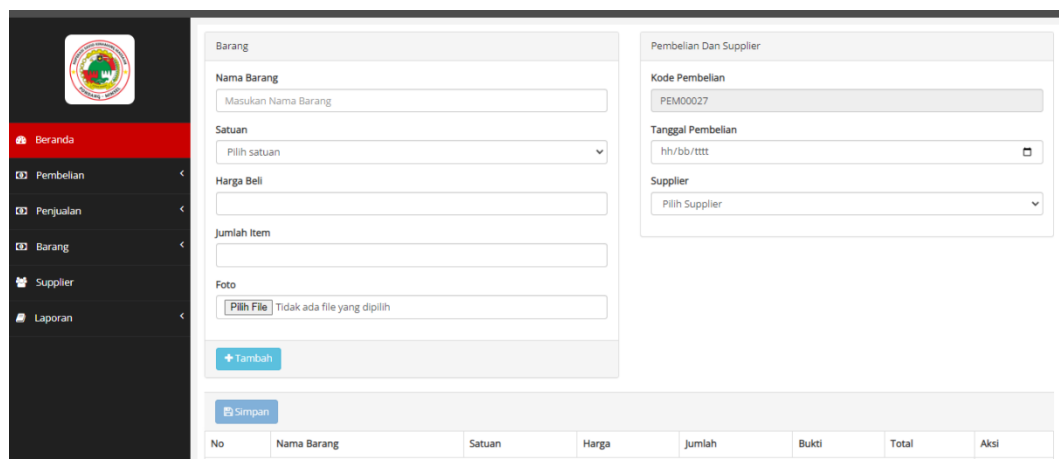 Beranda
Pembelian
Penjualan
Barang
Supplier
Laporan
Barang
Nama Barang
Masukan Nama Barang
Satuan
Pilih satuan
Harga Beli
Jumlah Item
Foto
Pilih File Tidak ada file yang dipilih
+ Tambah
Pembelian Dan Supplier
Kode Pembelian
PEM00027
Tanggal Pembelian
hh/bb/tttt
Supplier
Pilih Supplier
Simpan
No Nama Barang Satuan Harga Jumlah Bukti Total Aksi